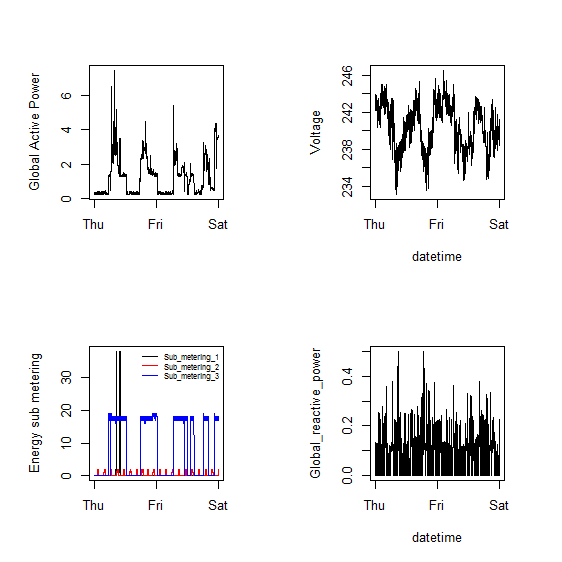 Global Active Power
0 2 4 6
Thu Fri Sat
Voltage
234 238 242 246
Thu Fri Sat
datetime
Energy sub metering
0 10 20 30
Sub_metering_1
Sub_metering_2
Sub_metering_3
Thu Fri Sat
Global_reactive_power
0.0 0.2 0.4
Thu Fri Sat
datetime